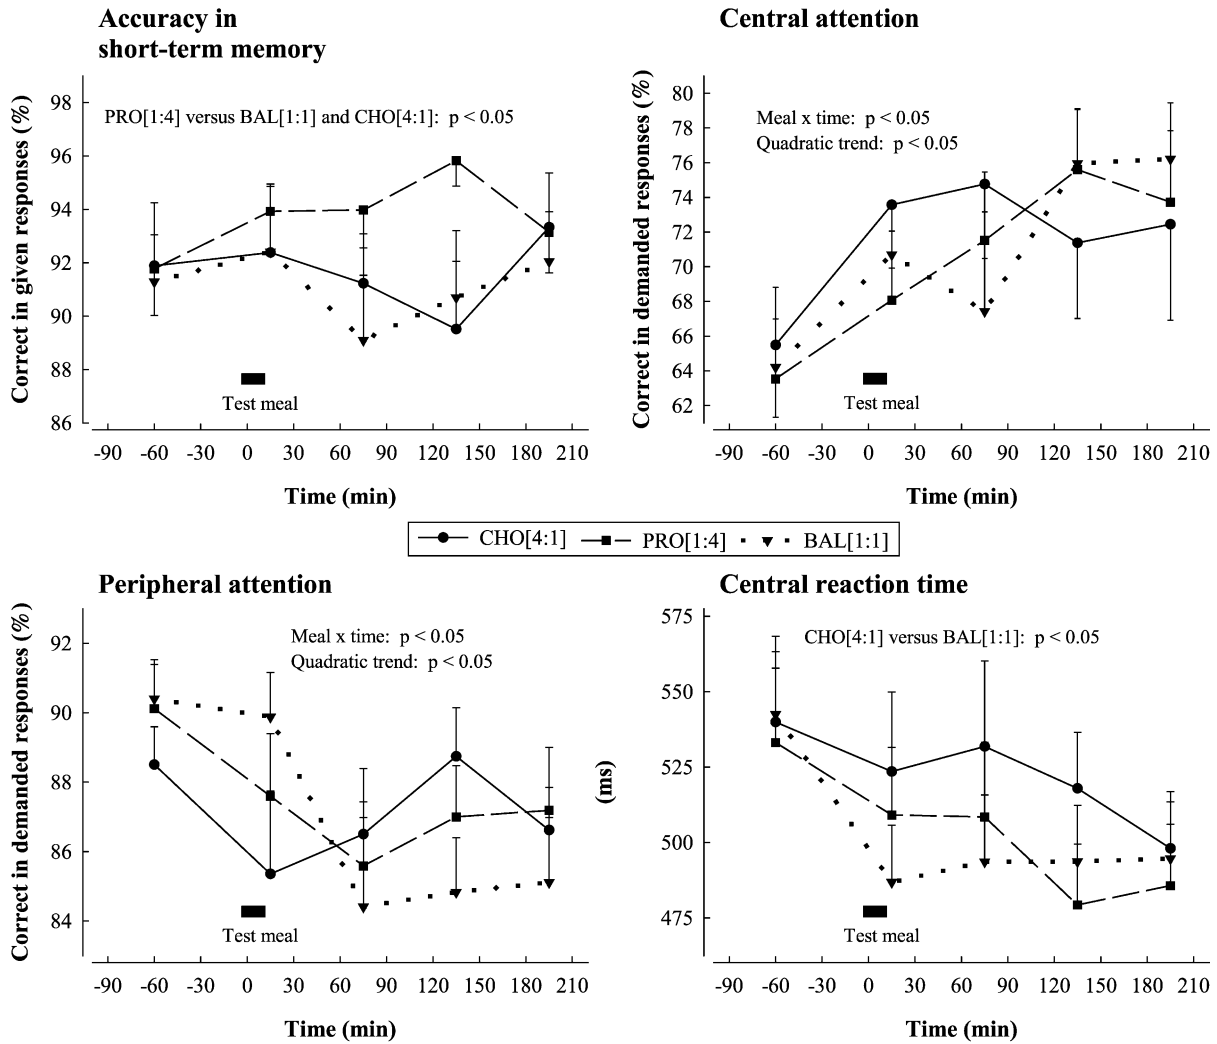 Accuracy in
short-term memory
Correct in given responses (%)
98
96
94
92
90
88
86
PRO[1:4] versus BAL[1:1] and CHO[4:1]: p < 0.05
Test meal
-90 -60 -30 0 30 60 90 120 150 180 210
Time (min)
Central attention
Correct in demanded responses (%)
80
78
76
74
72
70
68
66
64
62
Meal x time: p < 0.05
Quadratic trend: p < 0.05
Test meal
-90 -60 -30 0 30 60 90 120 150 180 210
Time (min)
CHO[4:1] PRO[1:4] BAL[1:1]
Peripheral attention
Correct in demanded responses (%)
92
90
88
86
84
Meal x time: p < 0.05
Quadratic trend: p < 0.05
Test meal
-90 -60 -30 0 30 60 90 120 150 180 210
Time (min)
Central reaction time
(ms)
575
550
525
500
475
CHO[4:1] versus BAL[1:1]: p < 0.05
Test meal
-90 -60 -30 0 30 60 90 120 150 180 210
Time (min)